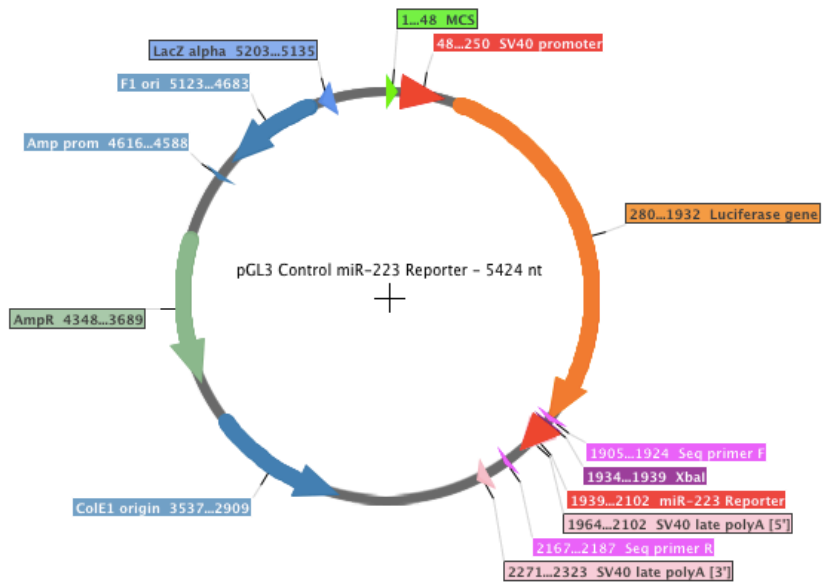 1...48 MCS
48...250 SV40 promoter
LacZ alpha 5203...5135
F1 ori 5123...4683
Amp prom 4616...4588
280...1932 Luciferase gene
pGL3 Control miR-223 Reporter - 5424 nt
AmpR 4348...3689
1905...1924 Seq primer F
1934...1939 XbaI
1939...2102 miR-223 Reporter
ColE1 origin 3537...2909
1964...2102 SV40 late polyA [5']
2167...2187 Seq primer R
2271...2323 SV40 late polyA [3']